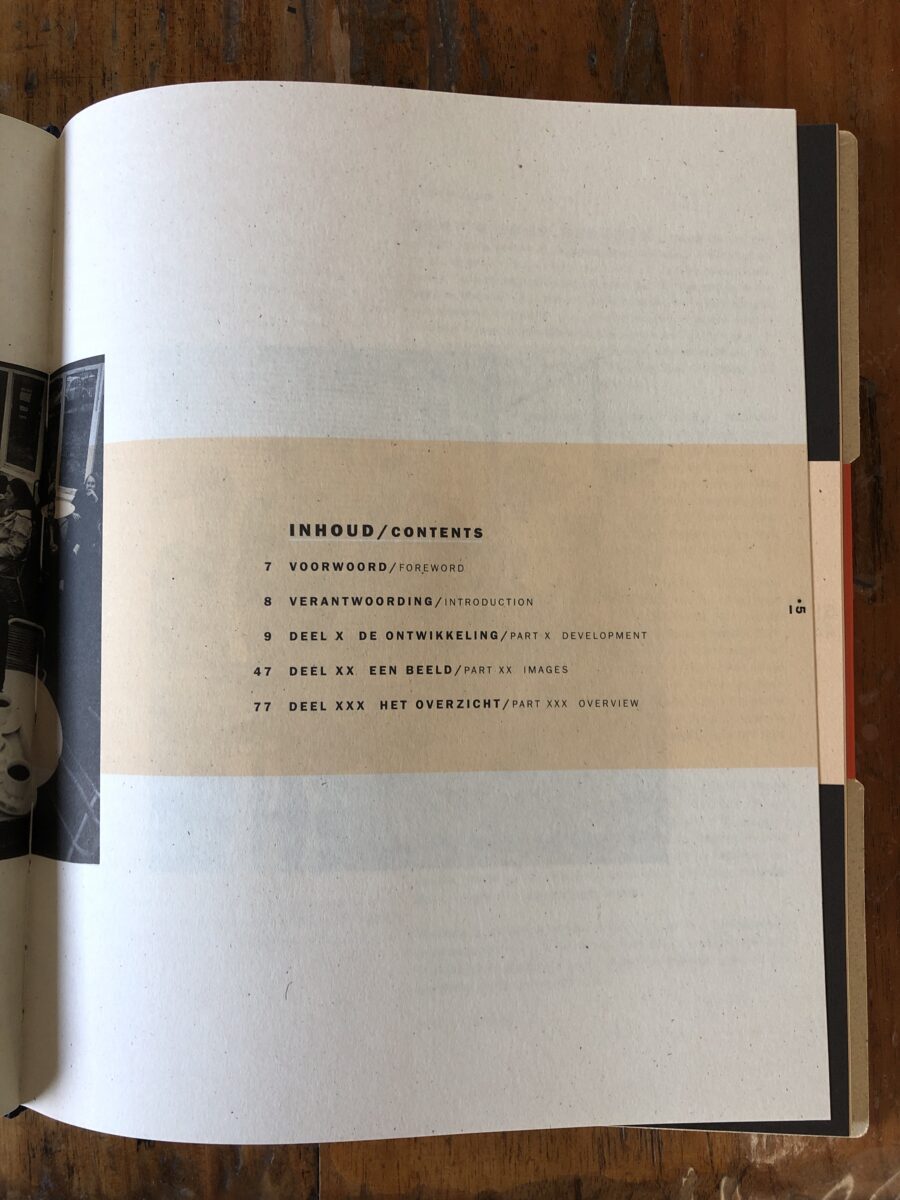 INHOUD/CONTENTS
7 VOORWOORD/FOREWORD
8 VERANTWOORDING/INTRODUCTION
9 DEEL X DE ONTWIKKELING/PART X DEVELOPMENT
47 DEEL XX EEN BEELD/PART XX IMAGES
77 DEEL XXX HET OVERZICHT/PART XXX OVERVIEW
5